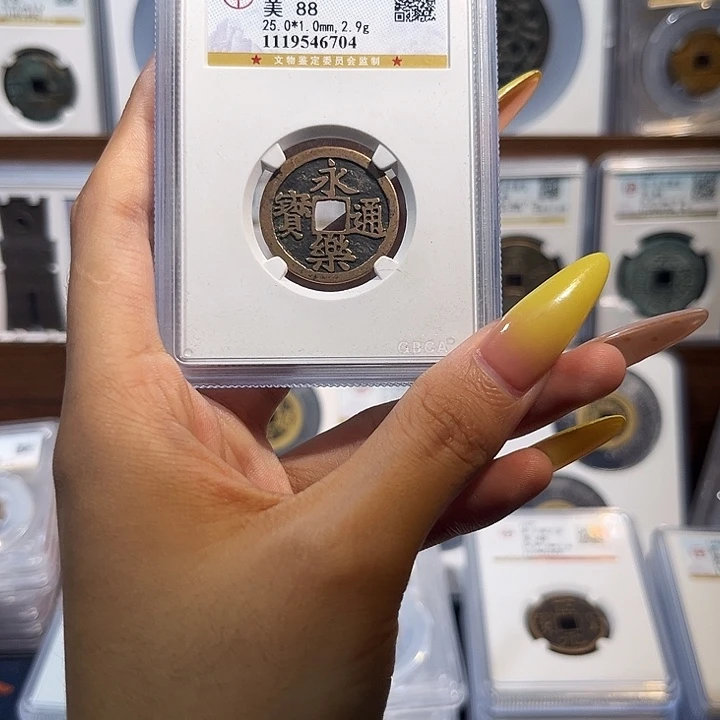 美 88
25.0*1.0mm,2.9g
1119546704
★ 文物鉴定委员会监制 ★
永樂通寶
GBCA